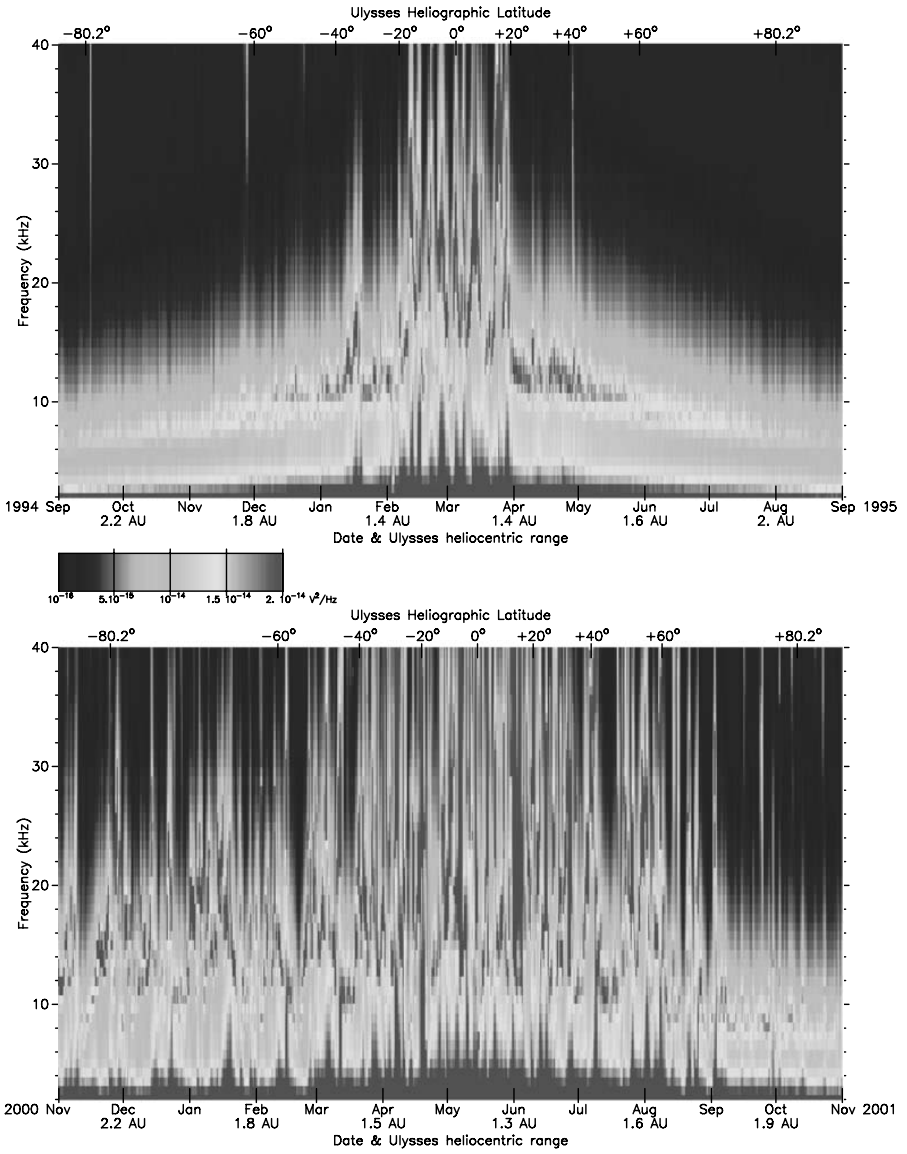 Ulysses Heliographic Latitude
−80.2° −60° −40° −20° 0° +20° +40° +60° +80.2°
40
30
20
10
Frequency (kHz)
1994 Sep Oct Nov Dec Jan Feb Mar Apr May Jun Jul Aug Sep 1995
2.2 AU 1.8 AU 1.4 AU 1.4 AU 1.6 AU 2. AU
Date & Ulysses heliocentric range
10⁻¹⁶ 5.10⁻¹⁵ 10⁻¹⁴ 1.5 10⁻¹⁴ 2. 10⁻¹⁴ V²/Hz
Ulysses Heliographic Latitude
−80.2° −60° −40° −20° 0° +20° +40° +60° +80.2°
40
30
20
10
Frequency (kHz)
2000 Nov Dec Jan Feb Mar Apr May Jun Jul Aug Sep Oct Nov 2001
2.2 AU 1.8 AU 1.5 AU 1.3 AU 1.6 AU 1.9 AU
Date & Ulysses heliocentric range